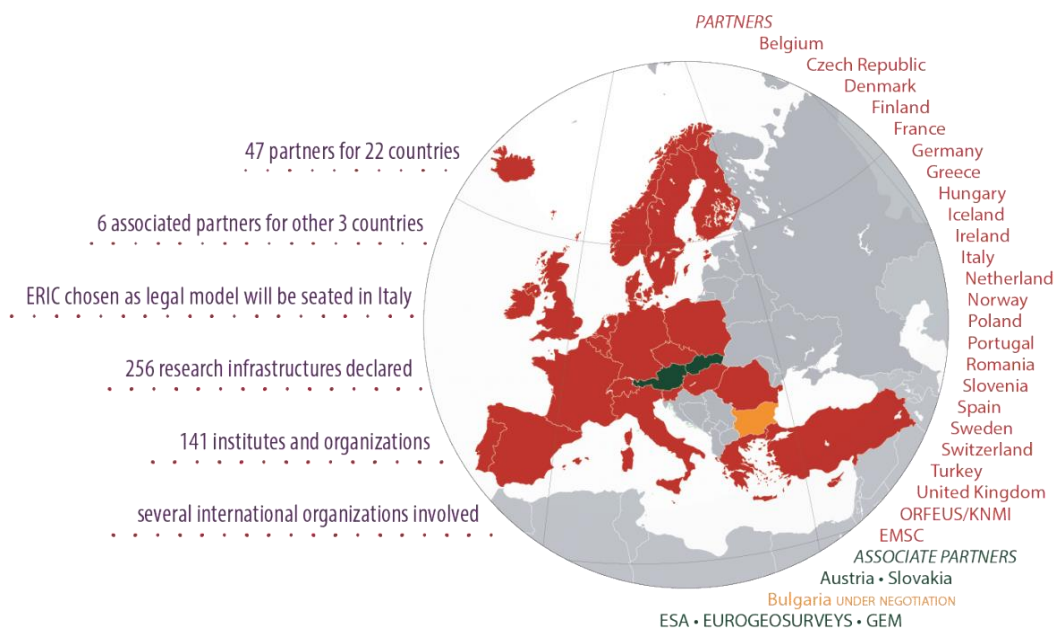 47 partners for 22 countries
6 associated partners for other 3 countries
ERIC chosen as legal model will be seated in Italy
256 research infrastructures declared
141 institutes and organizations
several international organizations involved
PARTNERS
Belgium
Czech Republic
Denmark
Finland
France
Germany
Greece
Hungary
Iceland
Ireland
Italy
Netherland
Norway
Poland
Portugal
Romania
Slovenia
Spain
Sweden
Switzerland
Turkey
United Kingdom
ORFEUS/KNMI
EMSC
ASSOCIATE PARTNERS
Austria • Slovakia
Bulgaria UNDER NEGOTIATION
ESA • EUROGEOSURVEYS • GEM